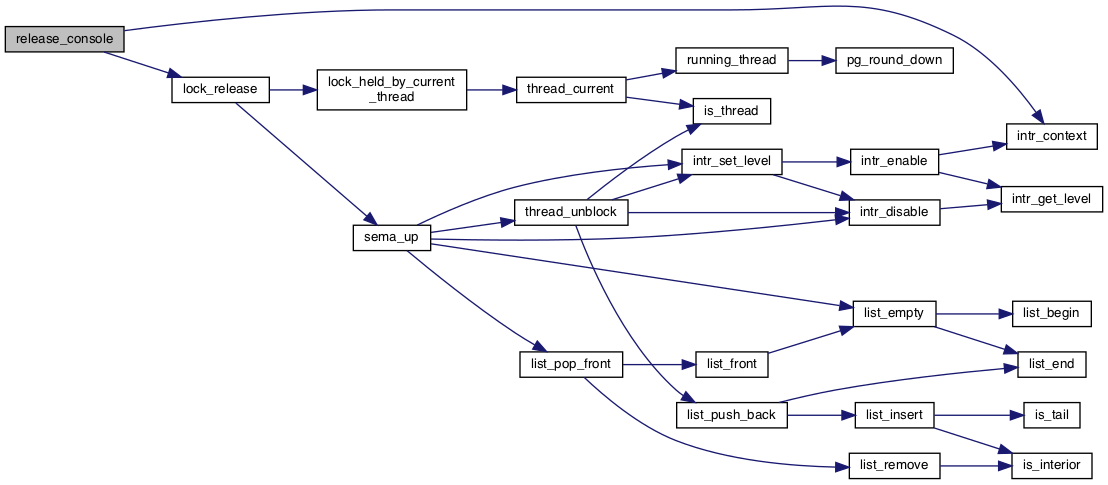 release_console
lock_release
lock_held_by_current
_thread
thread_current
running_thread
pg_round_down
is_thread
intr_context
intr_set_level
intr_enable
intr_get_level
thread_unblock
intr_disable
sema_up
list_empty
list_begin
list_pop_front
list_front
list_end
list_push_back
list_insert
is_tail
list_remove
is_interior